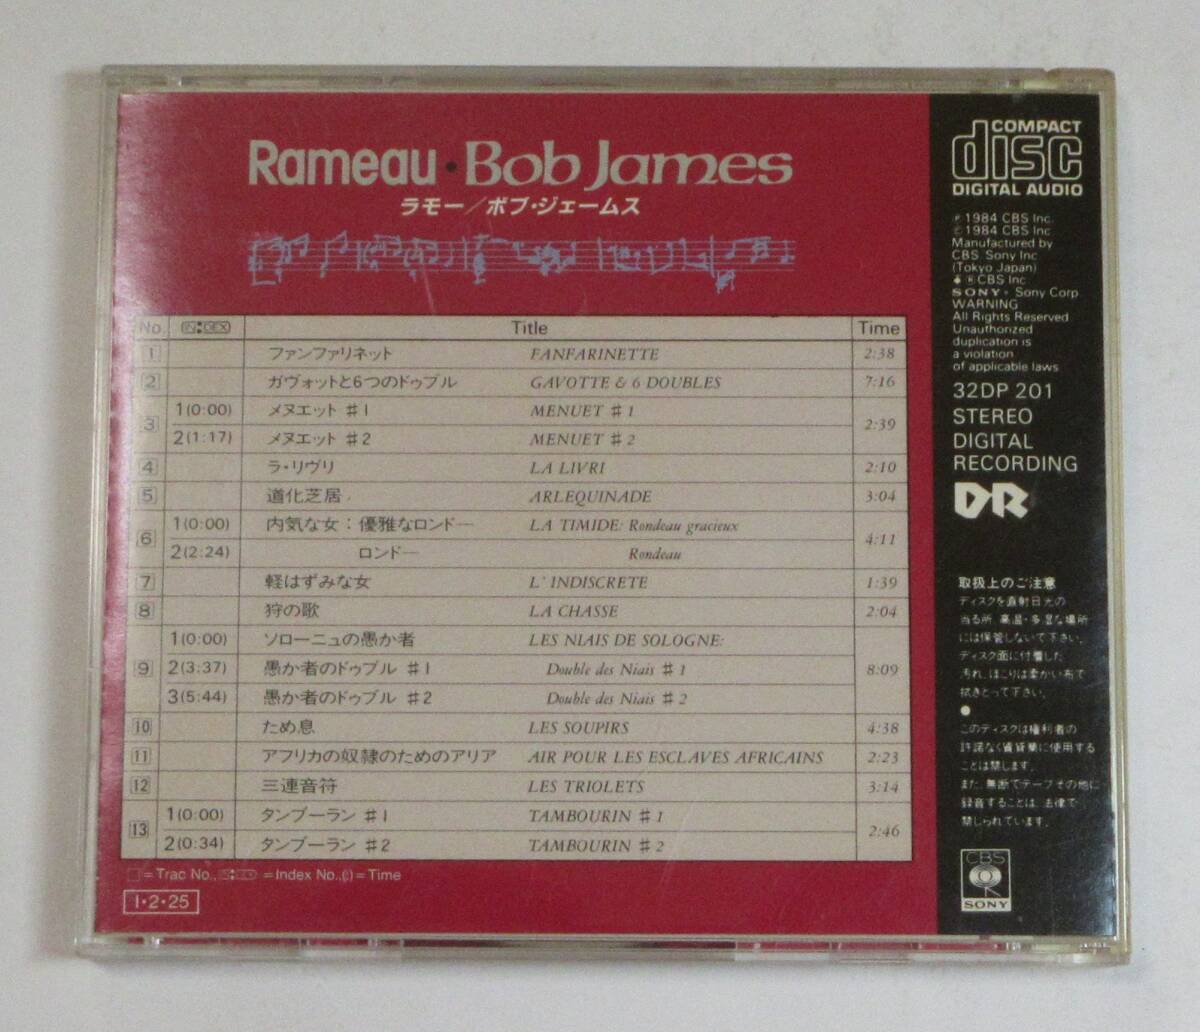 Rameau・Bob James
ラモー／ボブ・ジェームス
No. INDEX Title Time
1 ファンファリネット FANFARINETTE 2:38
2 ガヴォットと6つのドゥブル GAVOTTE & 6 DOUBLES 7:16
3 1(0:00) メヌエット #1 MENUET #1 2:39
2(1:17) メヌエット #2 MENUET #2
4 ラ・リヴリ LA LIVRI 2:10
5 道化芝居 ARLEQUINADE 3:04
6 1(0:00) 内気な女：優雅なロンドー LA TIMIDE: Rondeau gracieux 4:11
2(2:24) ロンドー Rondeau
7 軽はずみな女 L'INDISCRETE 1:39
8 狩の歌 LA CHASSE 2:04
9 1(0:00) ソローニュの愚か者 LES NIAIS DE SOLOGNE: 8:09
2(3:37) 愚か者のドゥブル #1 Double des Niais #1
3(5:44) 愚か者のドゥブル #2 Double des Niais #2
10 ため息 LES SOUPIRS 4:38
11 アフリカの奴隷のためのアリア AIR POUR LES ESCLAVES AFRICAINS 2:23
12 三連音符 LES TRIOLETS 3:14
13 1(0:00) タンブーラン #1 TAMBOURIN #1 2:46
2(0:34) タンブーラン #2 TAMBOURIN #2
□=Trac No., INDEX=Index No.,( )=Time
1・2・25
COMPACT
disc
DIGITAL AUDIO
℗1984 CBS Inc.
©1984 CBS Inc
Manufactured by
CBS Sony Inc
(Tokyo Japan)
®CBS Inc
SONY® Sony Corp
WARNING
All Rights Reserved
Unauthorized
duplication is
a violation
of applicable laws
32DP 201
STEREO
DIGITAL
RECORDING
DR
取扱上のご注意
ディスクを直射日光の
当る所、高温・多湿な場所
には保管しないで下さい。
ディスク面に付着した
汚れ、ほこりは柔かい布で
拭きとって下さい。
●
このディスクは権利者の
許諾なく賃貸業に使用する
ことは禁じます。
また、無断でテープその他に
録音することは、法律で
禁じられています。
CBS
SONY